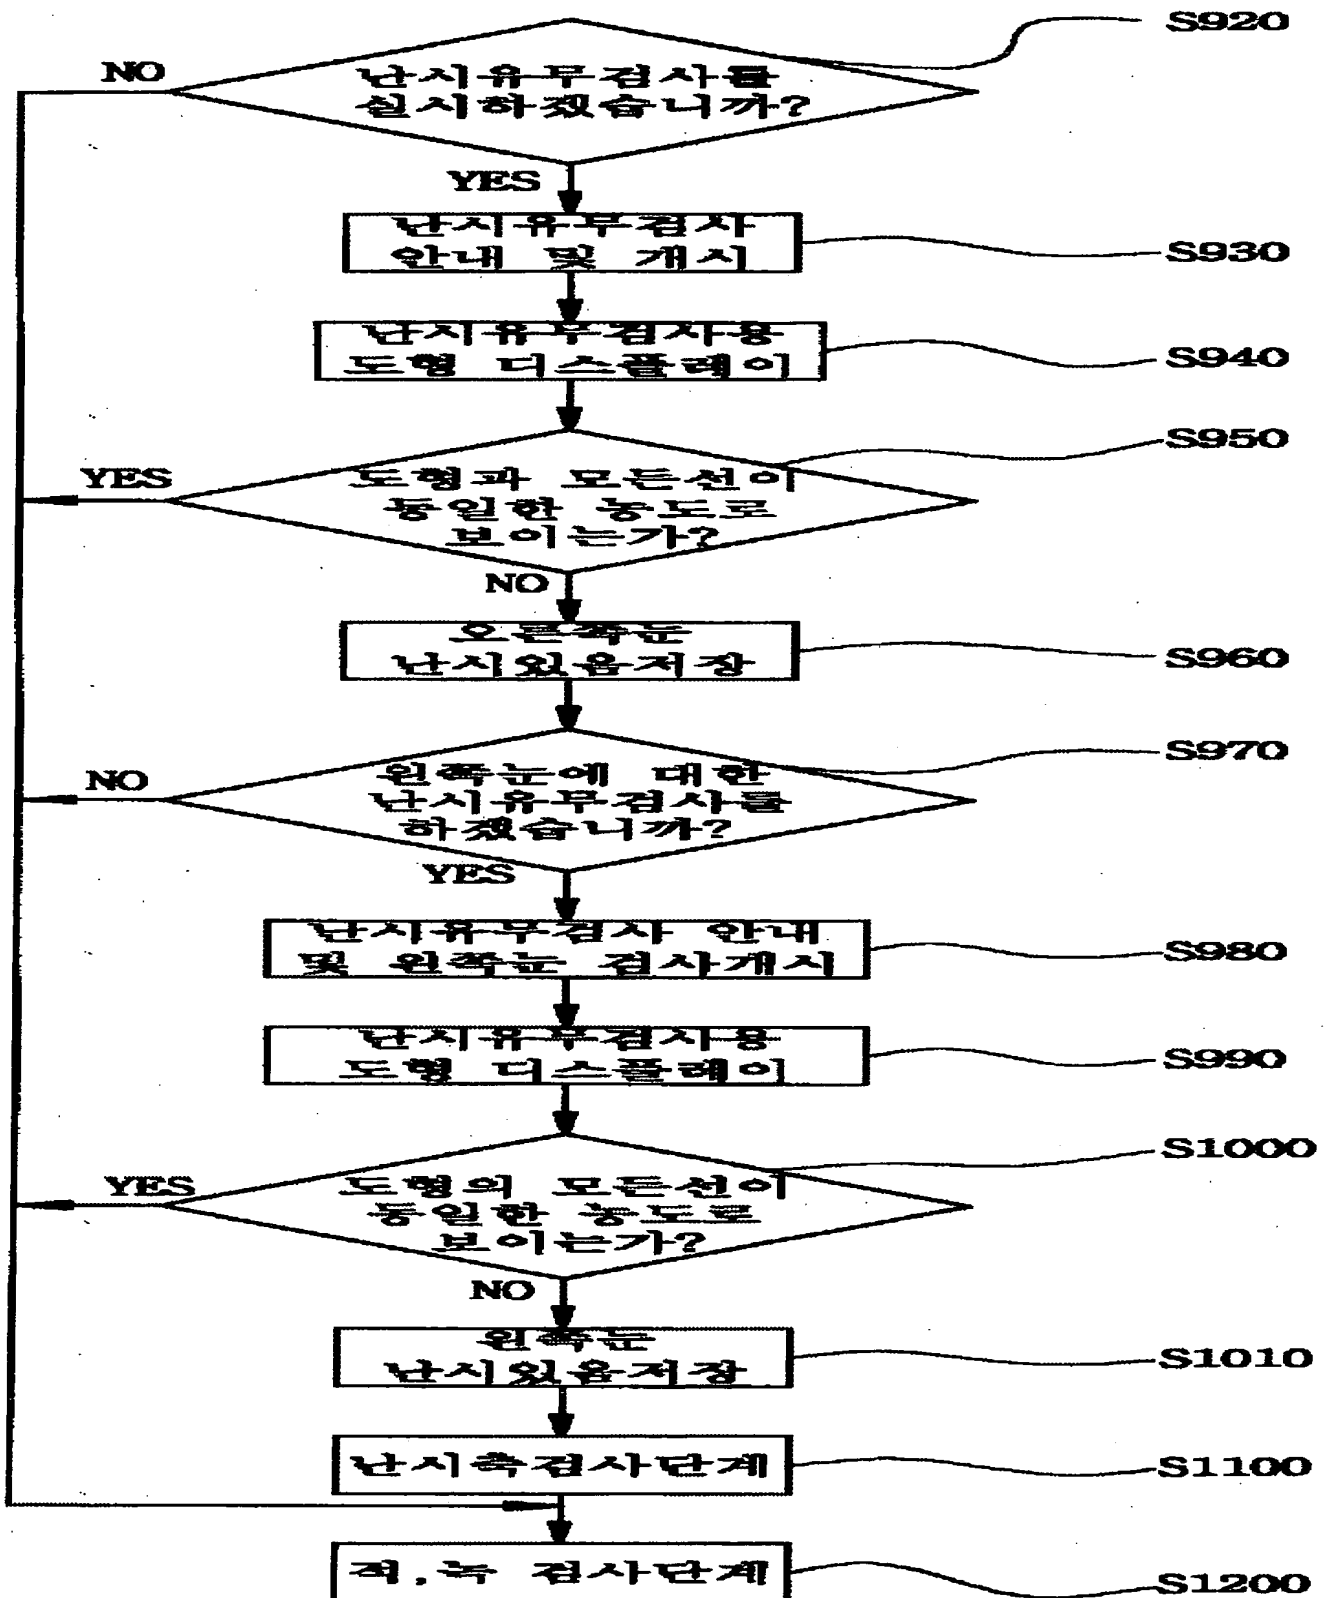 S920
NO
난시유무검사를
실시하겠습니까?
YES
난시유무검사
안내 및 개시
S930
난시유무검사용
도형 디스플레이
S940
S950
YES
도형과 모든선이
동일한 농도로
보이는가?
NO
오른쪽눈
난시있음저장
S960
S970
NO
왼쪽눈에 대한
난시유무검사를
하겠습니까?
YES
난시유무검사 안내
및 왼쪽눈 검사개시
S980
난시유무검사용
도형 디스플레이
S990
S1000
YES
도형의 모든선이
동일한 농도로
보이는가?
NO
왼쪽눈
난시있음저장
S1010
난시축검사단계
S1100
적,녹 검사단계
S1200